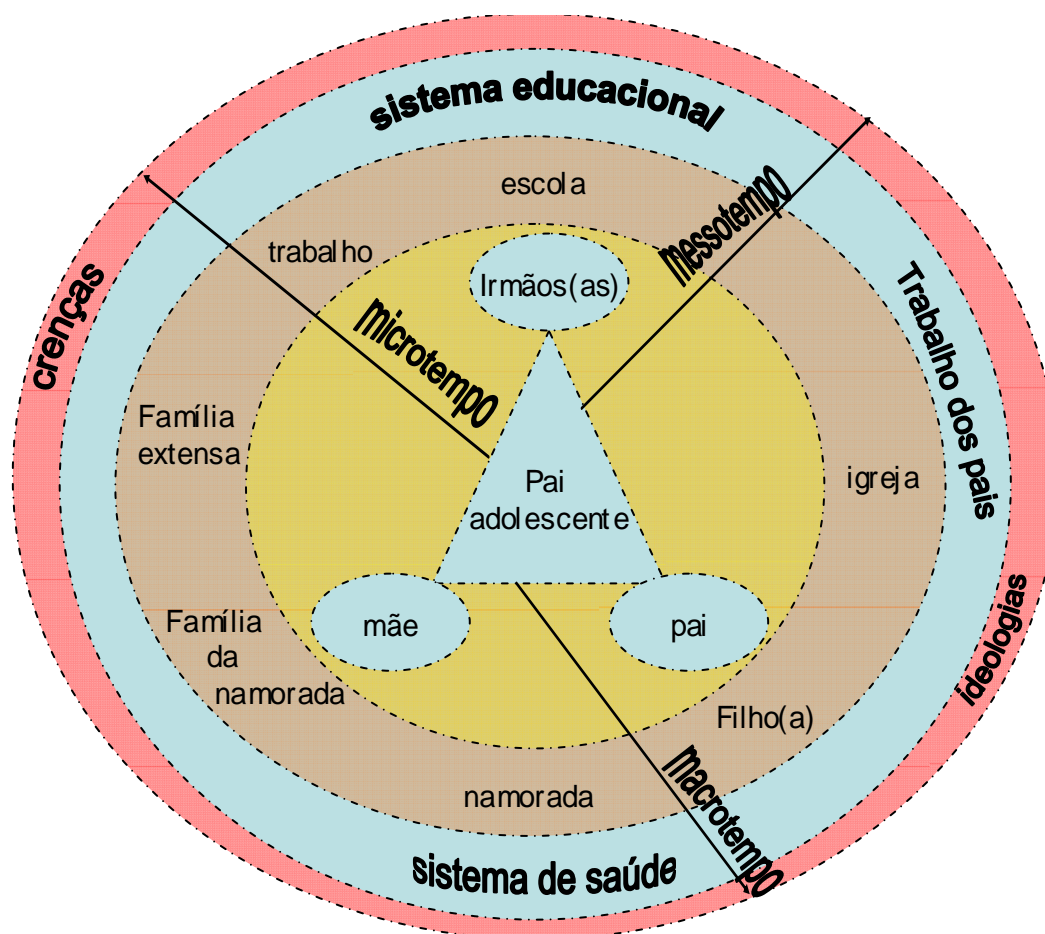 sistema educacional
escola
messotempo
trabalho
Irmãos(as)
crenças
microtempo
Trabalho dos pais
Família
extensa
igreja
Pai
adolescente
Família
da
namorada
mãe
pai
ideologias
Filho(a)
macrotempo
namorada
sistema de saúde